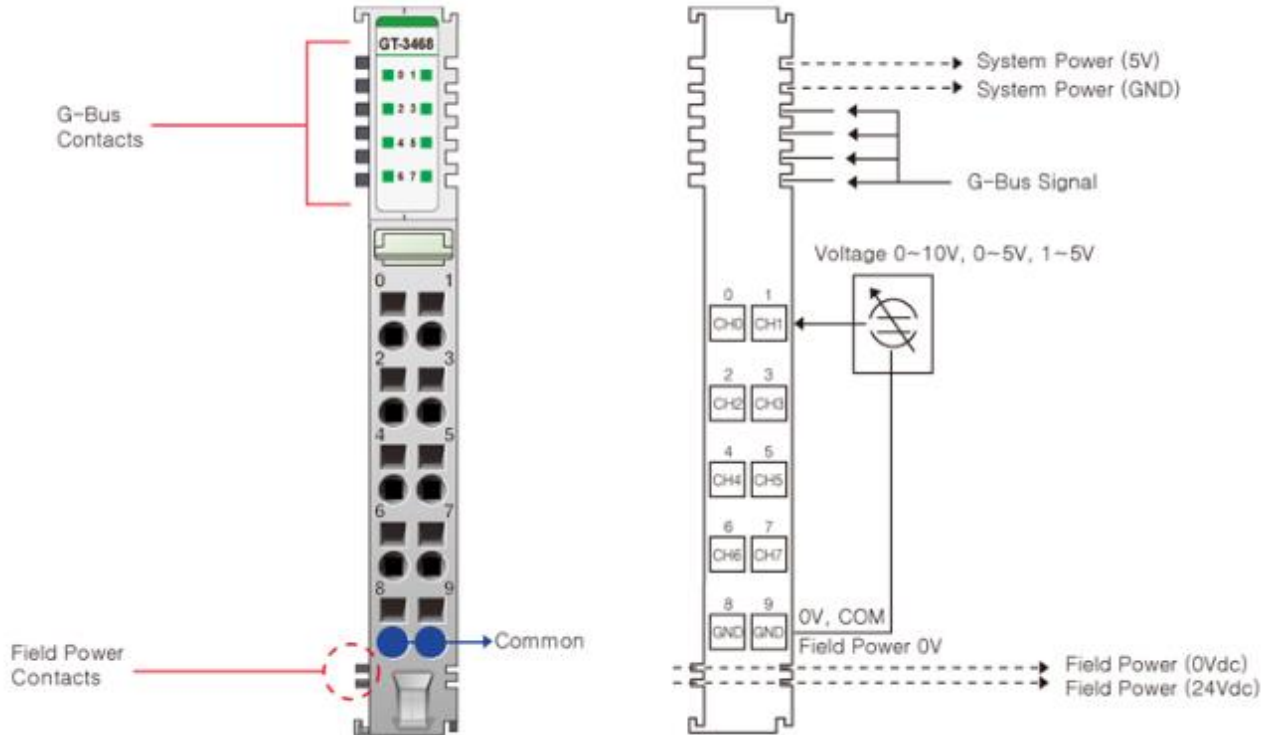 GT-3468
0 1
2 3
4 5
6 7
G-Bus
Contacts
0 1
2 3
4 5
6 7
8 9
Common
Field Power
Contacts
System Power (5V)
System Power (GND)
G-Bus Signal
Voltage 0~10V, 0~5V, 1~5V
0 1
CH0 CH1
2 3
CH2 CH3
4 5
CH4 CH5
6 7
CH6 CH7
8 9
GND GND
0V, COM
Field Power 0V
Field Power (0Vdc)
Field Power (24Vdc)